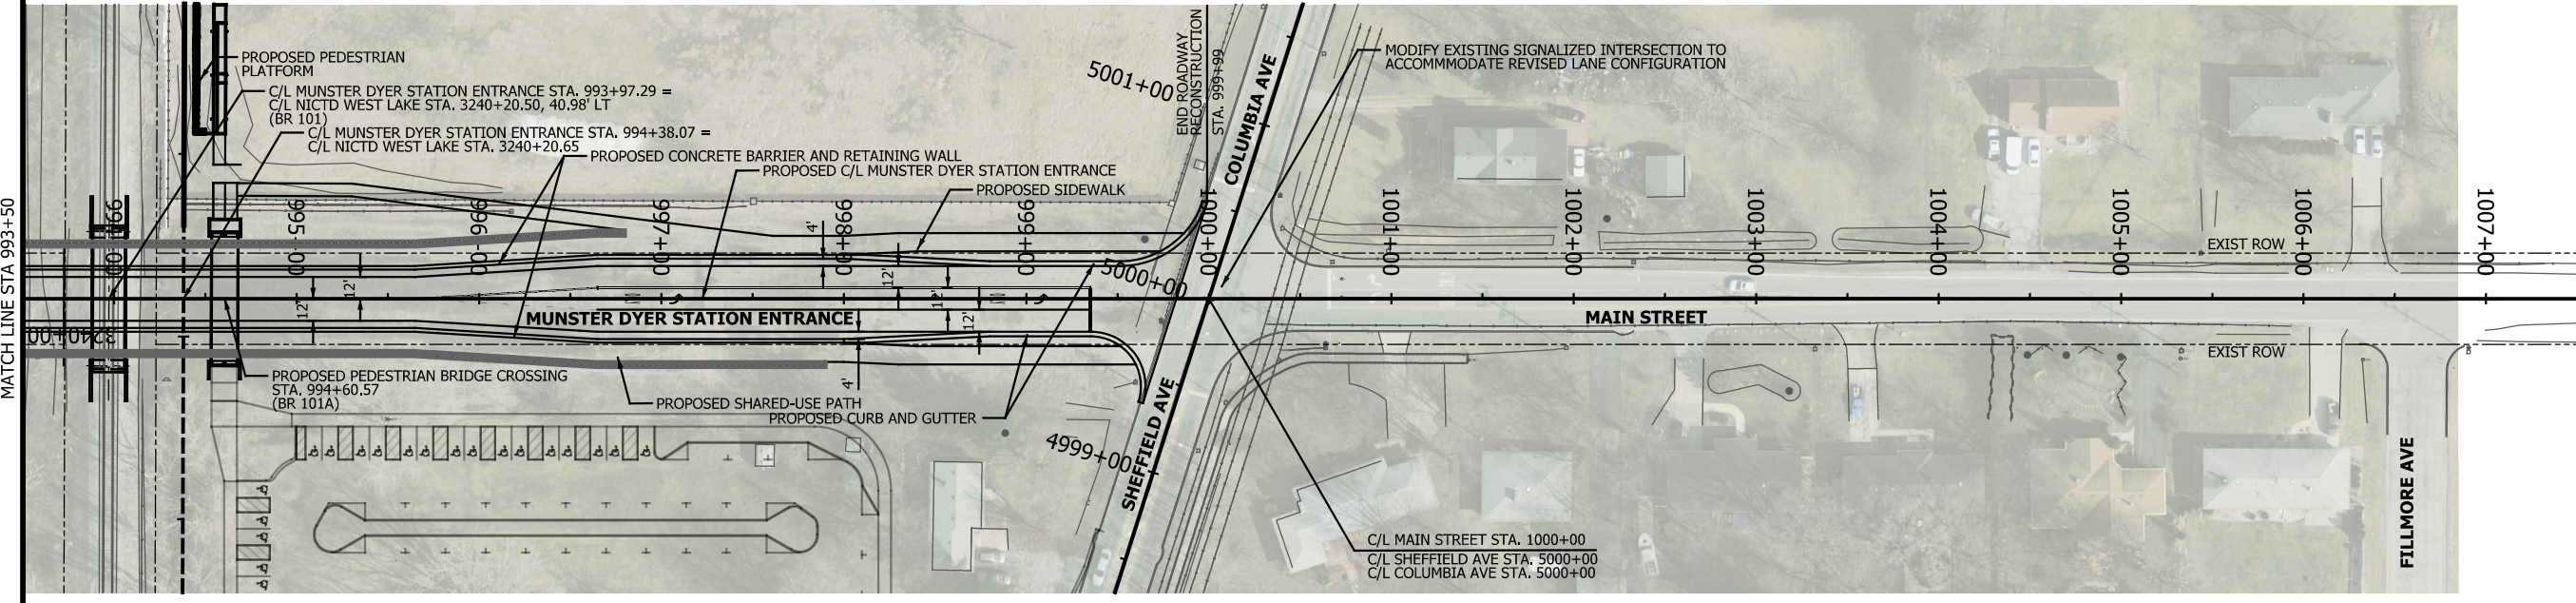 MATCH LINE STA 993+50
PROPOSED PEDESTRIAN
PLATFORM
C/L MUNSTER DYER STATION ENTRANCE STA. 993+97.29 =
C/L NICTD WEST LAKE STA. 3240+20.50, 40.98' LT
(BR 101)
C/L MUNSTER DYER STATION ENTRANCE STA. 994+38.07 =
C/L NICTD WEST LAKE STA. 3240+20.65
PROPOSED CONCRETE BARRIER AND RETAINING WALL
PROPOSED C/L MUNSTER DYER STATION ENTRANCE
PROPOSED SIDEWALK
5001+00
END ROADWAY
RECONSTRUCTION
STA. 999+99
COLUMBIA AVE
MODIFY EXISTING SIGNALIZED INTERSECTION TO
ACCOMMMODATE REVISED LANE CONFIGURATION
995+00
996+00
997+00
998+00
999+00
1000+00
1001+00
1002+00
1003+00
1004+00
1005+00
1006+00
1007+00
4'
12'
12'
12'
12'
12'
4'
5000+00
EXIST ROW
MUNSTER DYER STATION ENTRANCE
MAIN STREET
3240+00
EXIST ROW
PROPOSED PEDESTRIAN BRIDGE CROSSING
STA. 994+60.57
(BR 101A)
PROPOSED SHARED-USE PATH
PROPOSED CURB AND GUTTER
4999+00
SHEFFIELD AVE
C/L MAIN STREET STA. 1000+00
C/L SHEFFIELD AVE STA. 5000+00
C/L COLUMBIA AVE STA. 5000+00
FILLMORE AVE